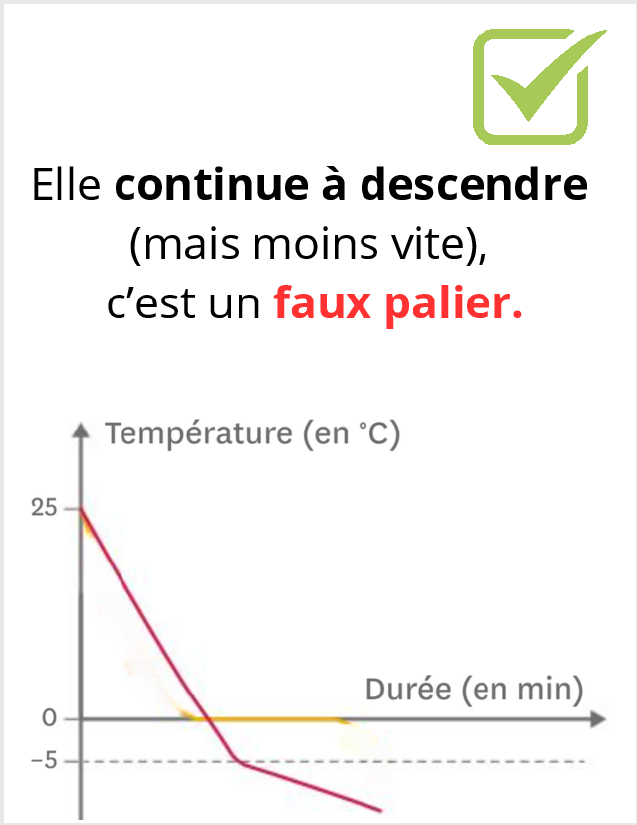 Elle continue à descendre
(mais moins vite),
c’est un faux palier.
Température (en °C)
25
Durée (en min)
0
−5